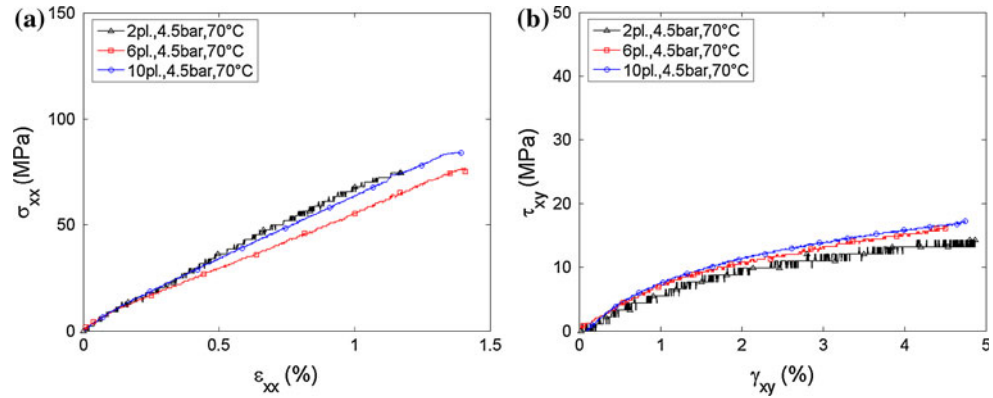 (a)
150
100
50
0
σxx (MPa)
2pl.,4.5bar,70°C
6pl.,4.5bar,70°C
10pl.,4.5bar,70°C
0
0.5
1.0
1.5
εxx (%)
(b)
50
40
30
20
10
0
τxy (MPa)
2pl.,4.5bar,70°C
6pl.,4.5bar,70°C
10pl.,4.5bar,70°C
0
1
2
3
4
5
γxy (%)